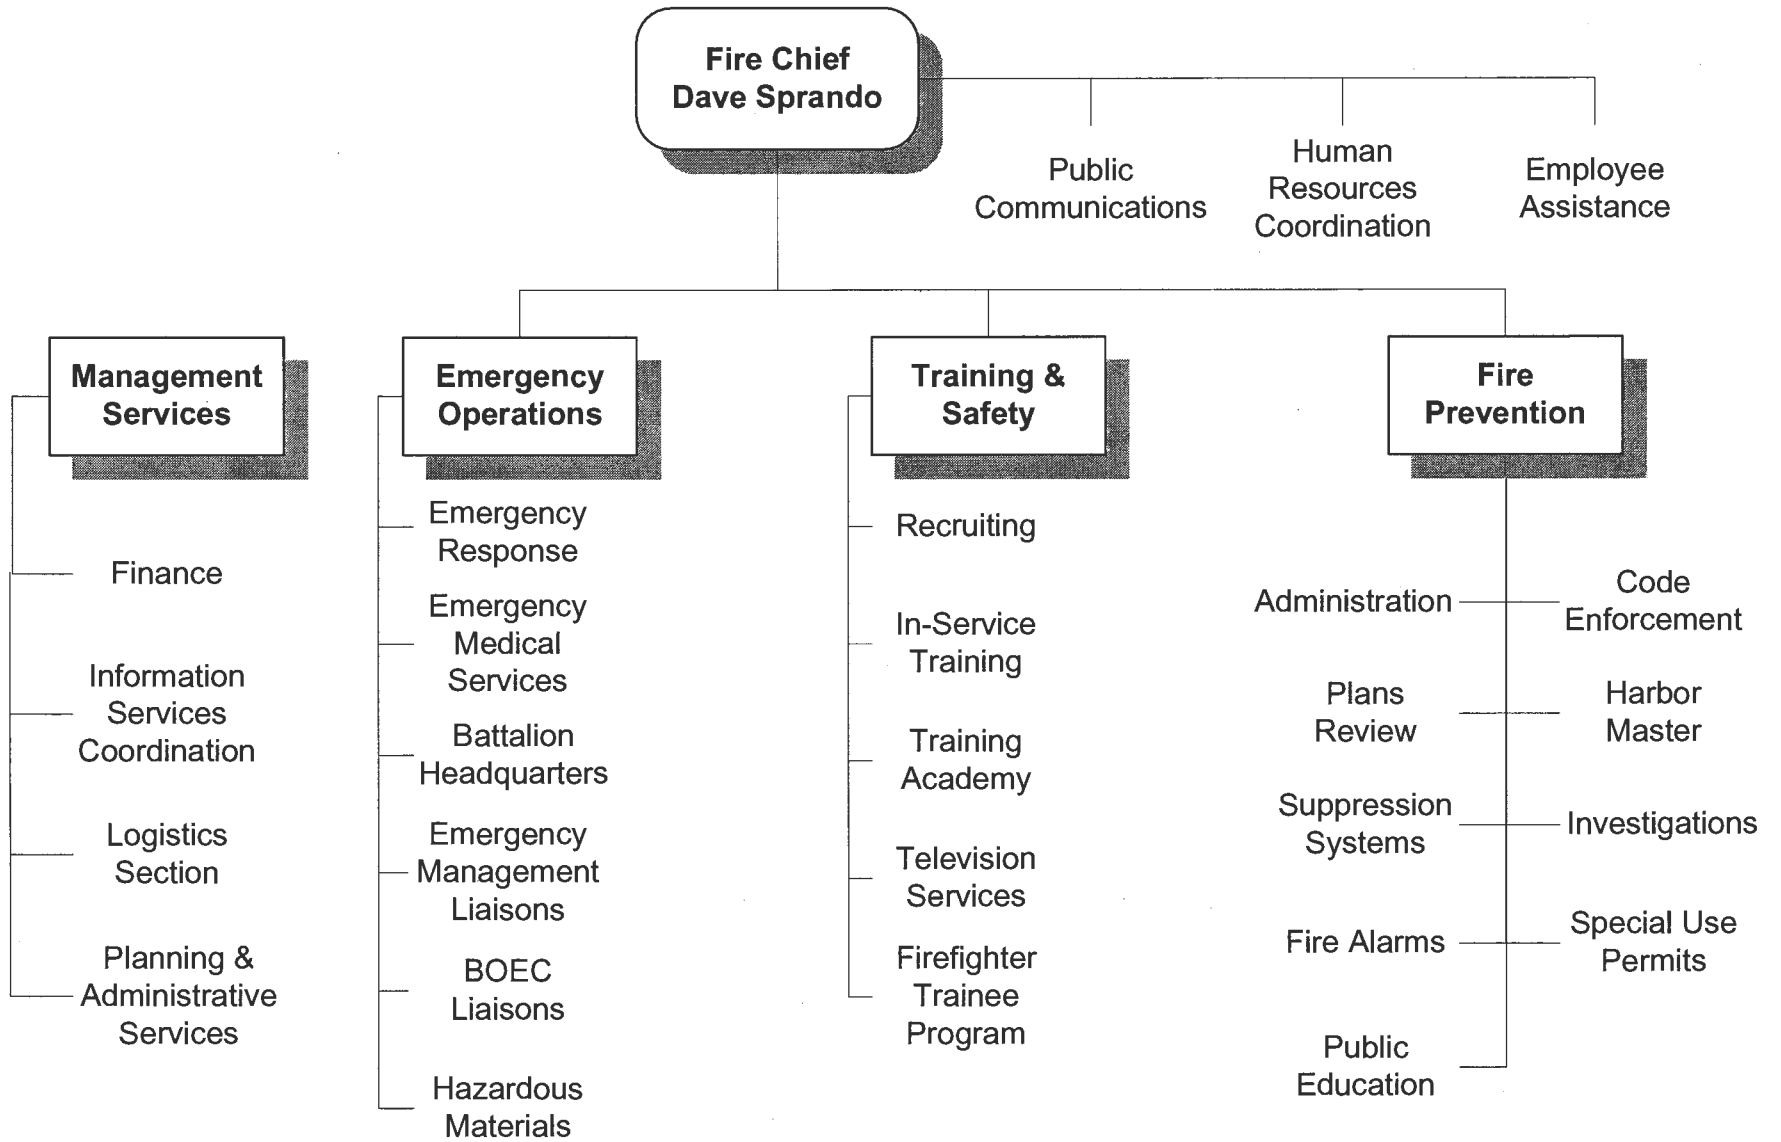 Fire Chief
Dave Sprando
Public
Communications
Human
Resources
Coordination
Employee
Assistance
Management
Services
Finance
Information
Services
Coordination
Logistics
Section
Planning &
Administrative
Services
Emergency
Operations
Emergency
Response
Emergency
Medical
Services
Battalion
Headquarters
Emergency
Management
Liaisons
BOEC
Liaisons
Hazardous
Materials
Training &
Safety
Recruiting
In-Service
Training
Training
Academy
Television
Services
Firefighter
Trainee
Program
Fire
Prevention
Administration
Code
Enforcement
Plans
Review
Harbor
Master
Suppression
Systems
Investigations
Fire Alarms
Special Use
Permits
Public
Education